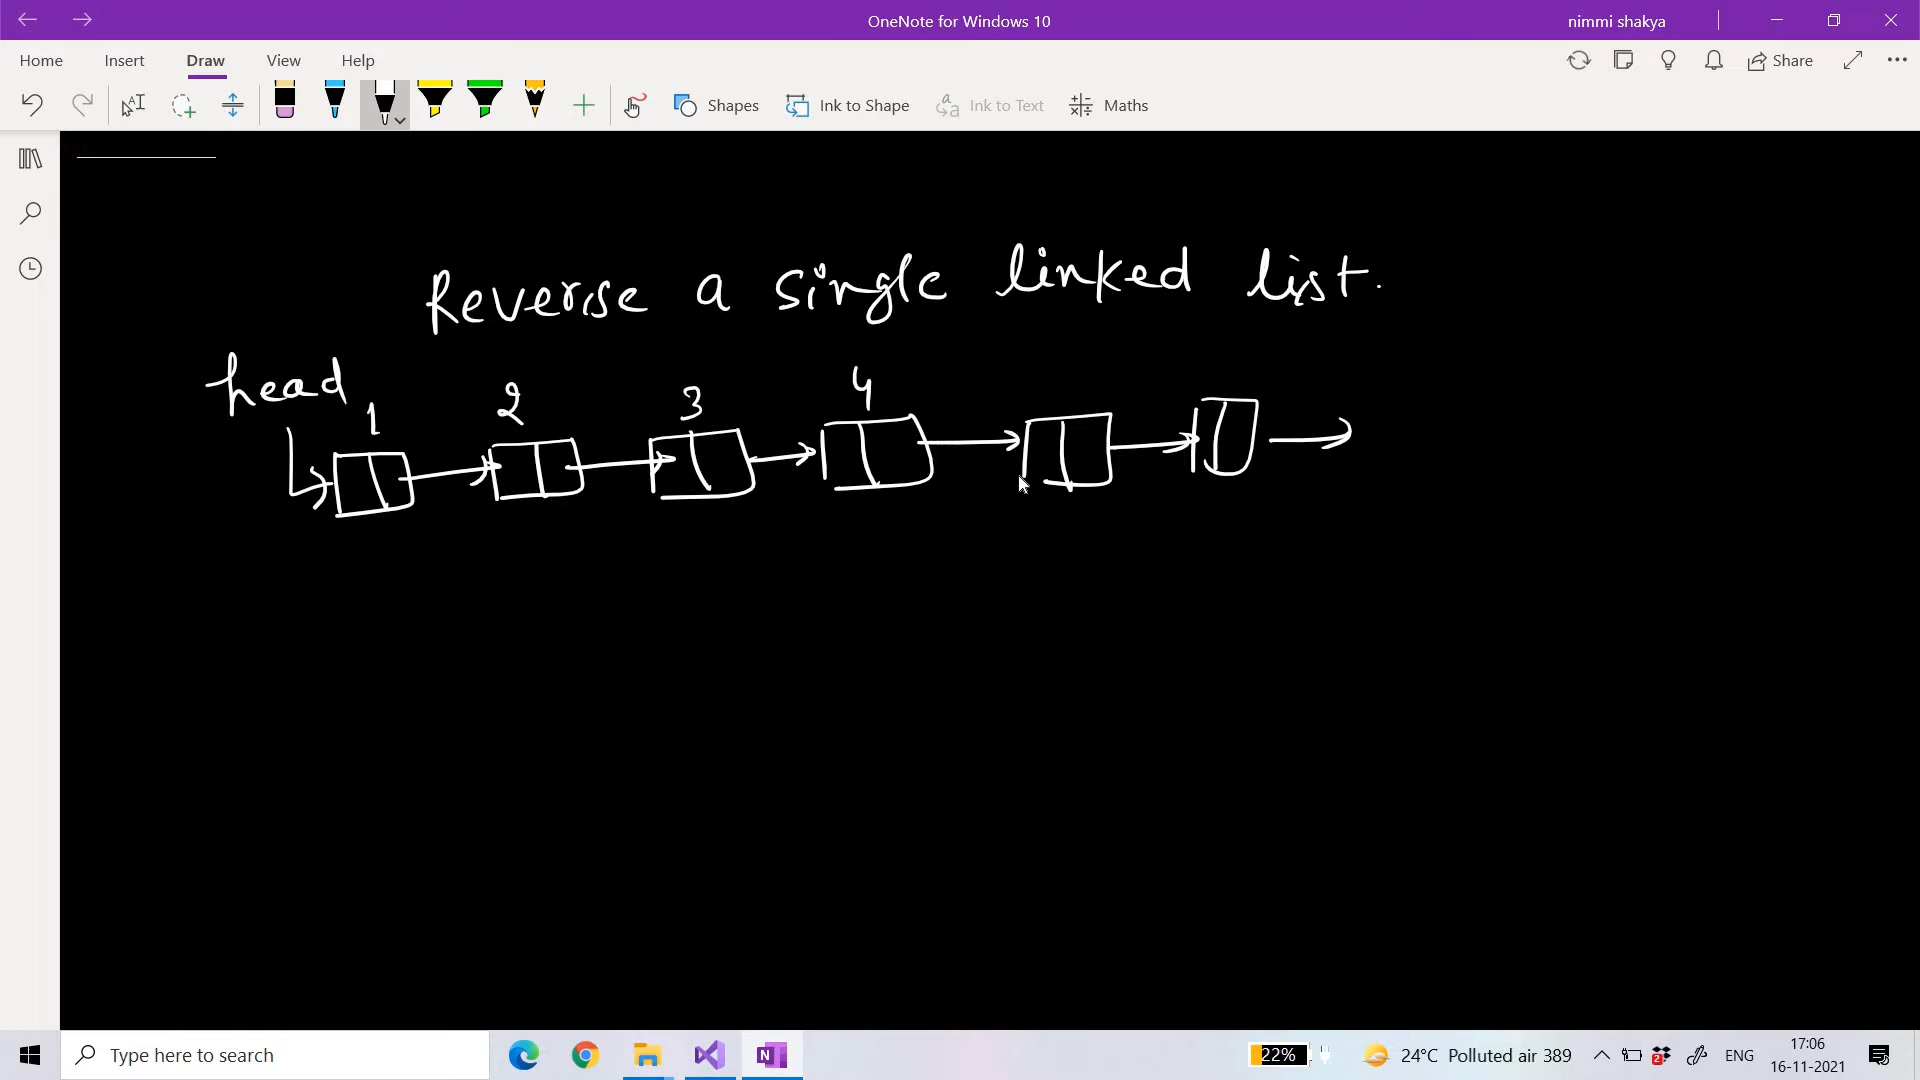 OneNote for Windows 10
nimmi shakya
Home Insert Draw View Help
Share
Shapes Ink to Shape Ink to Text Maths
Reverse a single linked list.
head
1 2 3 4
Type here to search
22%
24°C Polluted air 389
2
ENG
17:06
16-11-2021